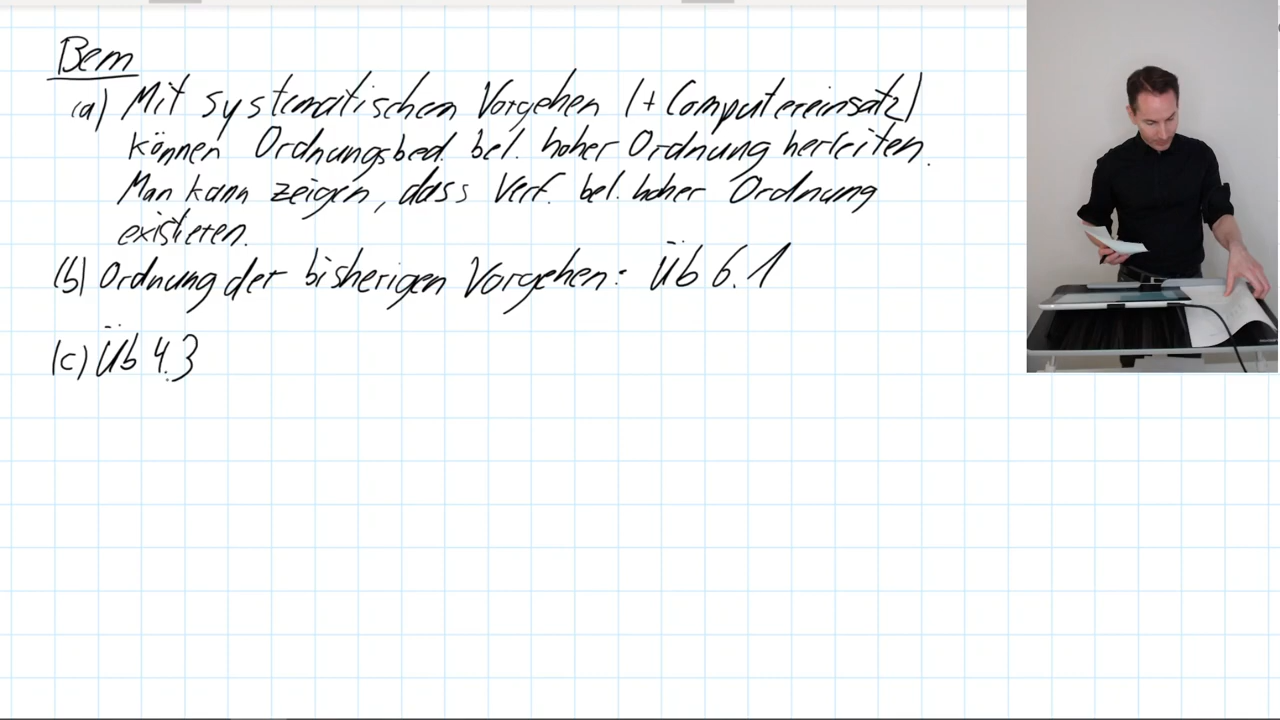 Bem
(a) Mit systematischem Vorgehen (+ Computereinsatz)
können Ordnungsbed. bel. hoher Ordnung herleiten.
Man kann zeigen, dass Verf. bel. hoher Ordnung
existieren.
(b) Ordnung der bisherigen Vorgehen: Üb 6.1
(c) Üb 4.3